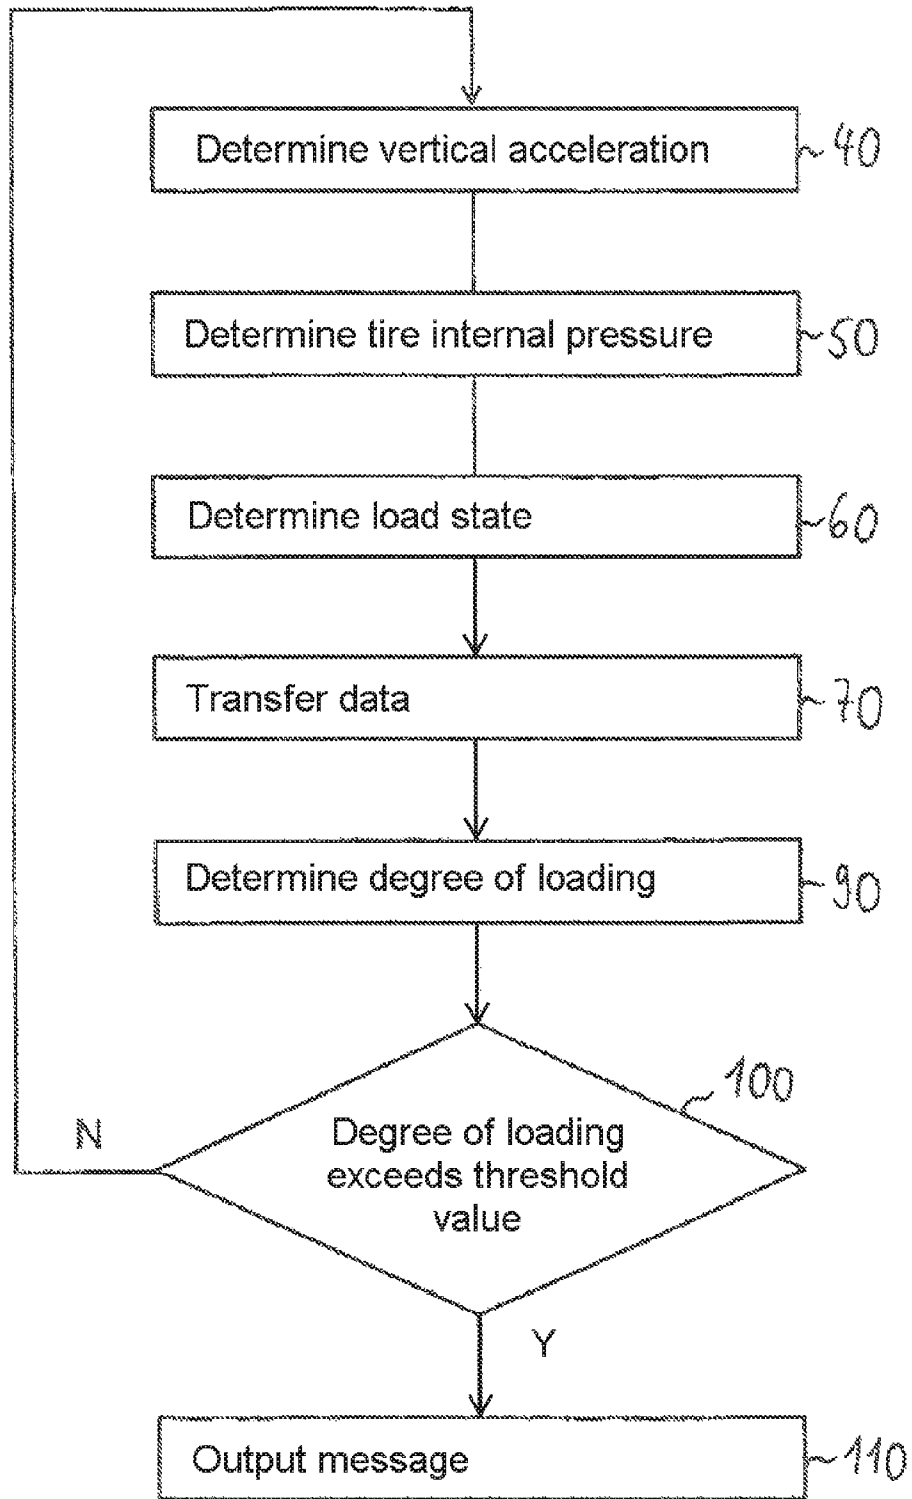 Determine vertical acceleration
40
Determine tire internal pressure
50
Determine load state
60
Transfer data
70
Determine degree of loading
90
100
Degree of loading
exceeds threshold
value
N
Y
Output message
110